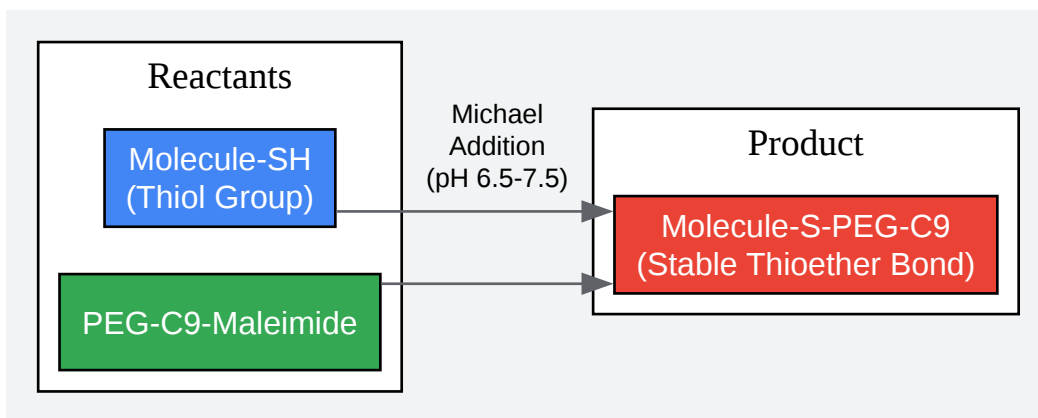 Reactants
Molecule-SH
(Thiol Group)
PEG-C9-Maleimide
Michael
Addition
(pH 6.5-7.5)
Product
Molecule-S-PEG-C9
(Stable Thioether Bond)